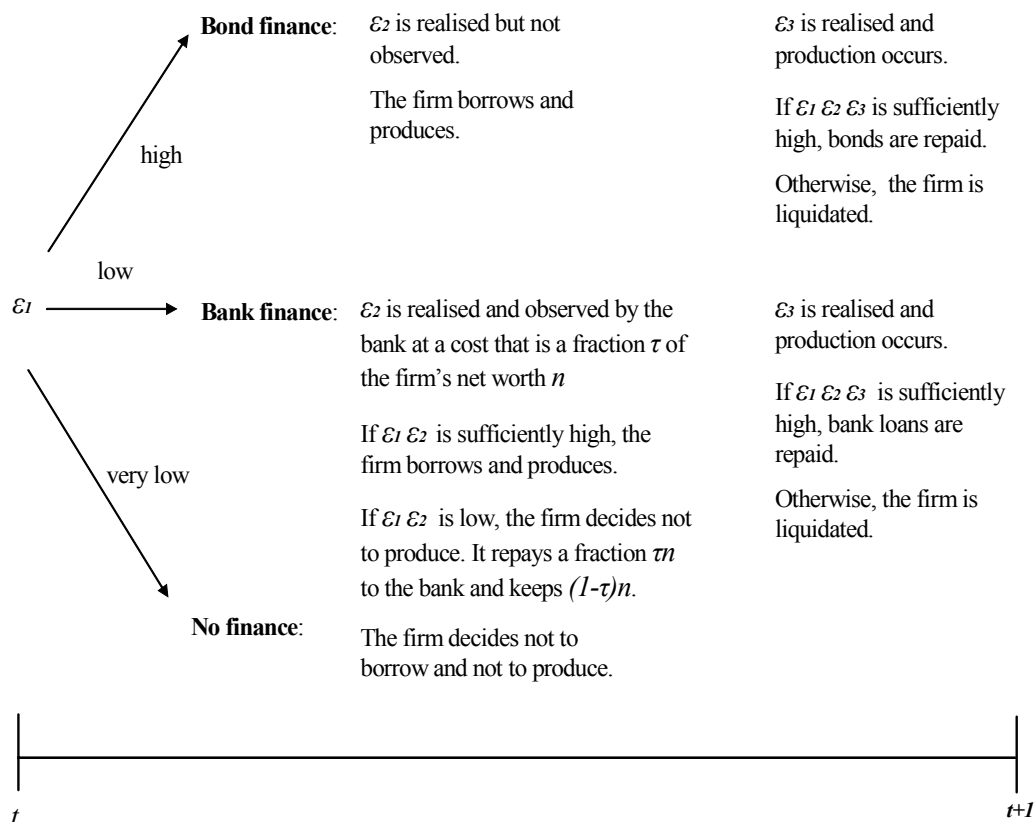 Bond finance:
ε2 is realised but not
observed.
The firm borrows and
produces.
ε3 is realised and
production occurs.
If ε1 ε2 ε3 is sufficiently
high, bonds are repaid.
Otherwise, the firm is
liquidated.
high
low
ε1
Bank finance:
ε2 is realised and observed by the
bank at a cost that is a fraction τ of
the firm's net worth n
If ε1 ε2 is sufficiently high, the
firm borrows and produces.
If ε1 ε2 is low, the firm decides not
to produce. It repays a fraction τn
to the bank and keeps (1-τ)n.
ε3 is realised and
production occurs.
If ε1 ε2 ε3 is sufficiently
high, bank loans are
repaid.
Otherwise, the firm is
liquidated.
very low
No finance:
The firm decides not to
borrow and not to produce.
t
t+1